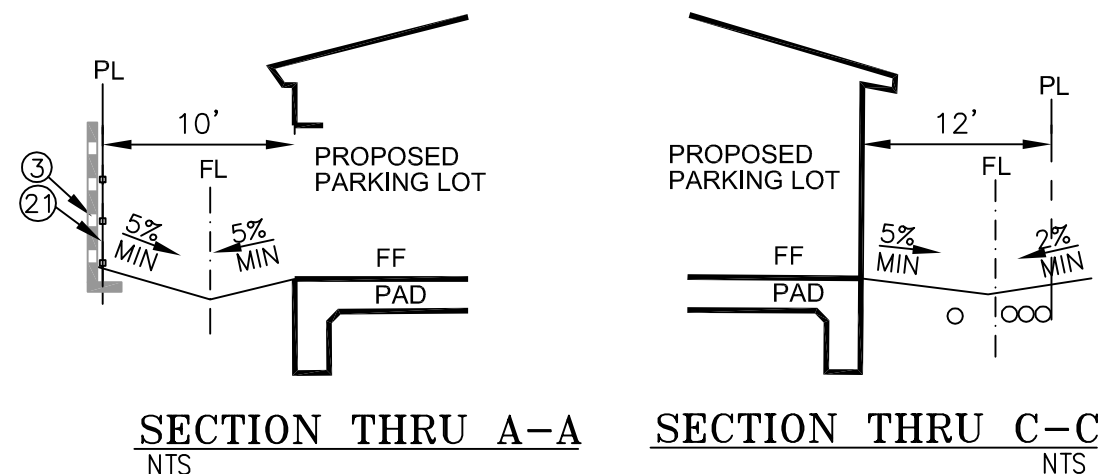 PL
10'
FL
3
21
5%
MIN
5%
MIN
PROPOSED
PARKING LOT
FF
PAD
SECTION THRU A-A
NTS
PL
12'
FL
PROPOSED
PARKING LOT
5%
MIN
2%
MIN
FF
PAD
SECTION THRU C-C
NTS